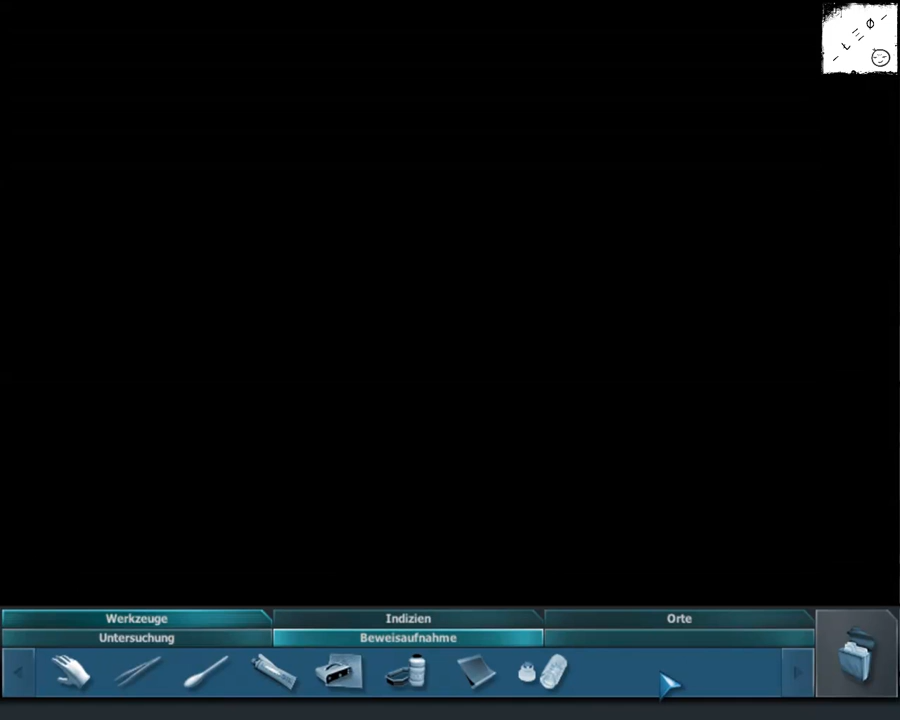 Werkzeuge
Indizien
Orte
Untersuchung
Beweisaufnahme